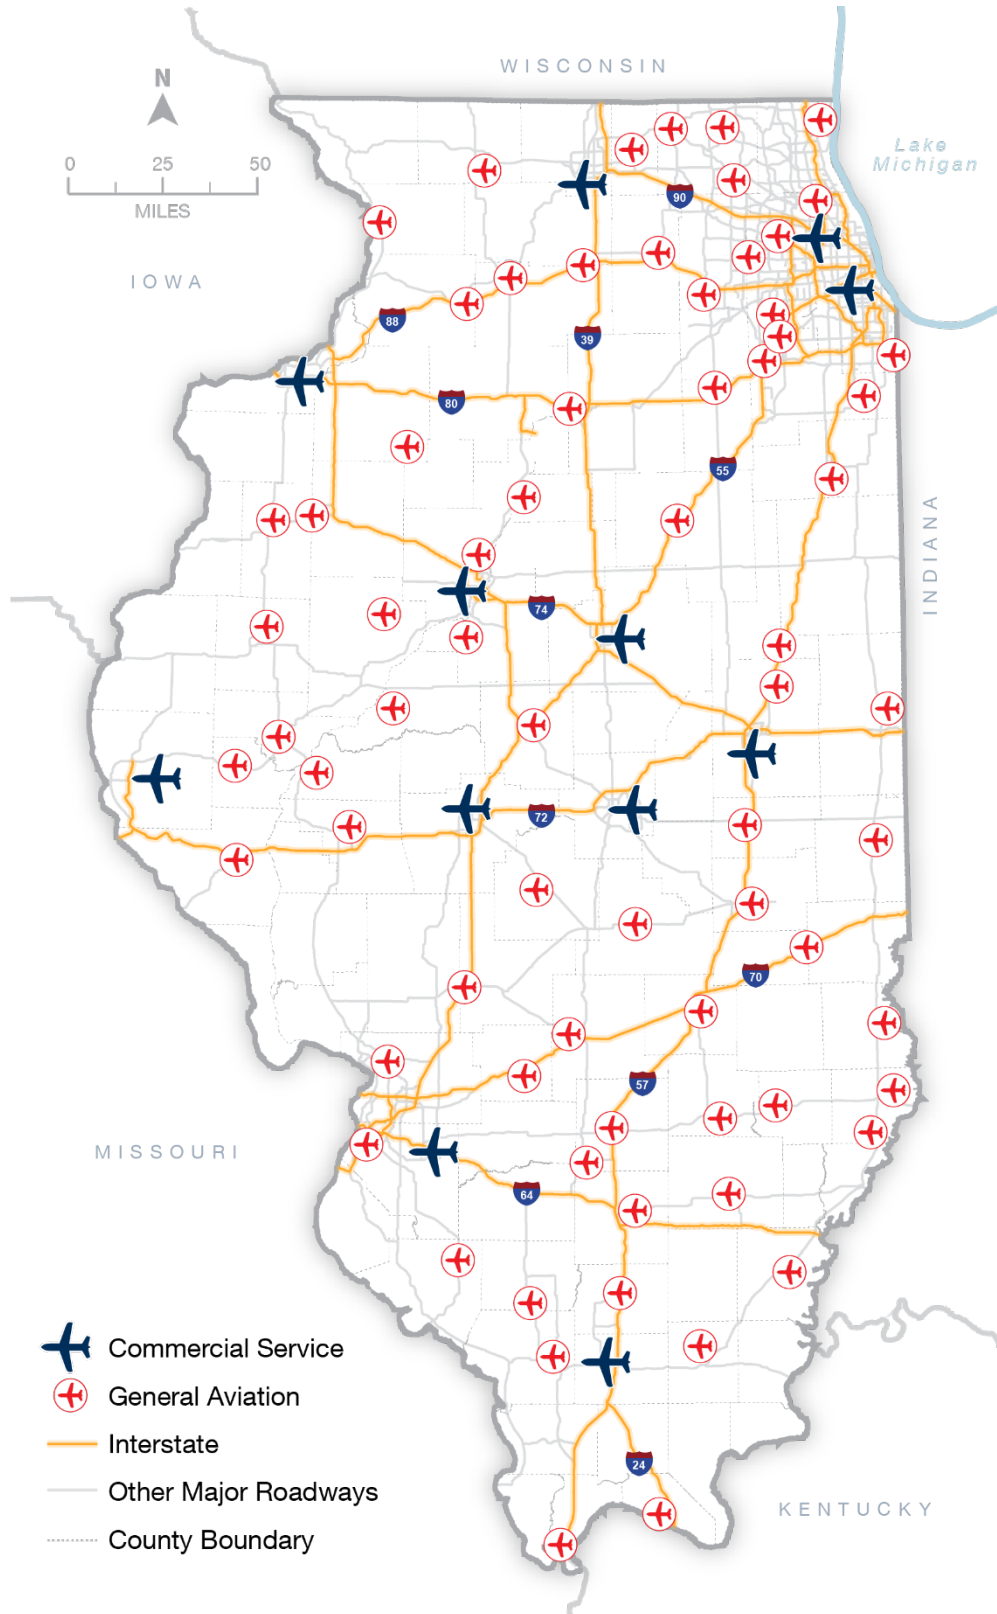 WISCONSIN
N
0 25 50
MILES
Lake
Michigan
90
IOWA
88
39
80
55
INDIANA
74
72
70
57
MISSOURI
64
Commercial Service
General Aviation
Interstate
Other Major Roadways
24
KENTUCKY
County Boundary